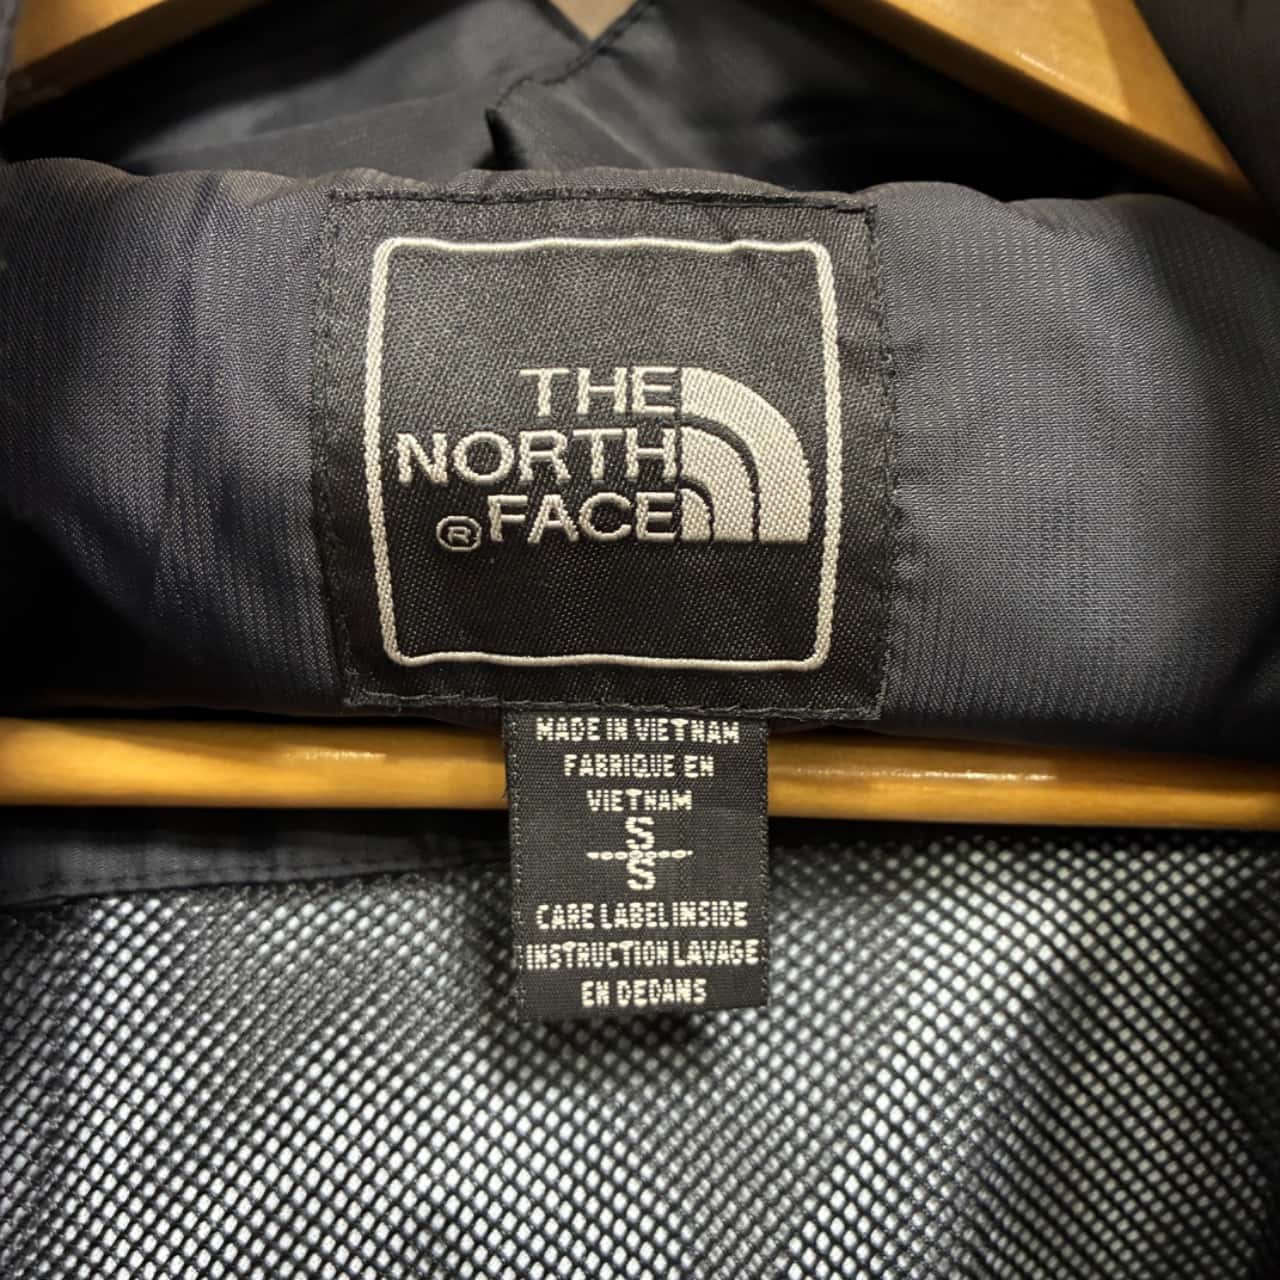 THE
NORTH
® FACE
MADE IN VIETNAM
FABRIQUE EN
VIETNAM
S
S
CARE LABEL INSIDE
INSTRUCTION LAVAGE
EN DEDANS